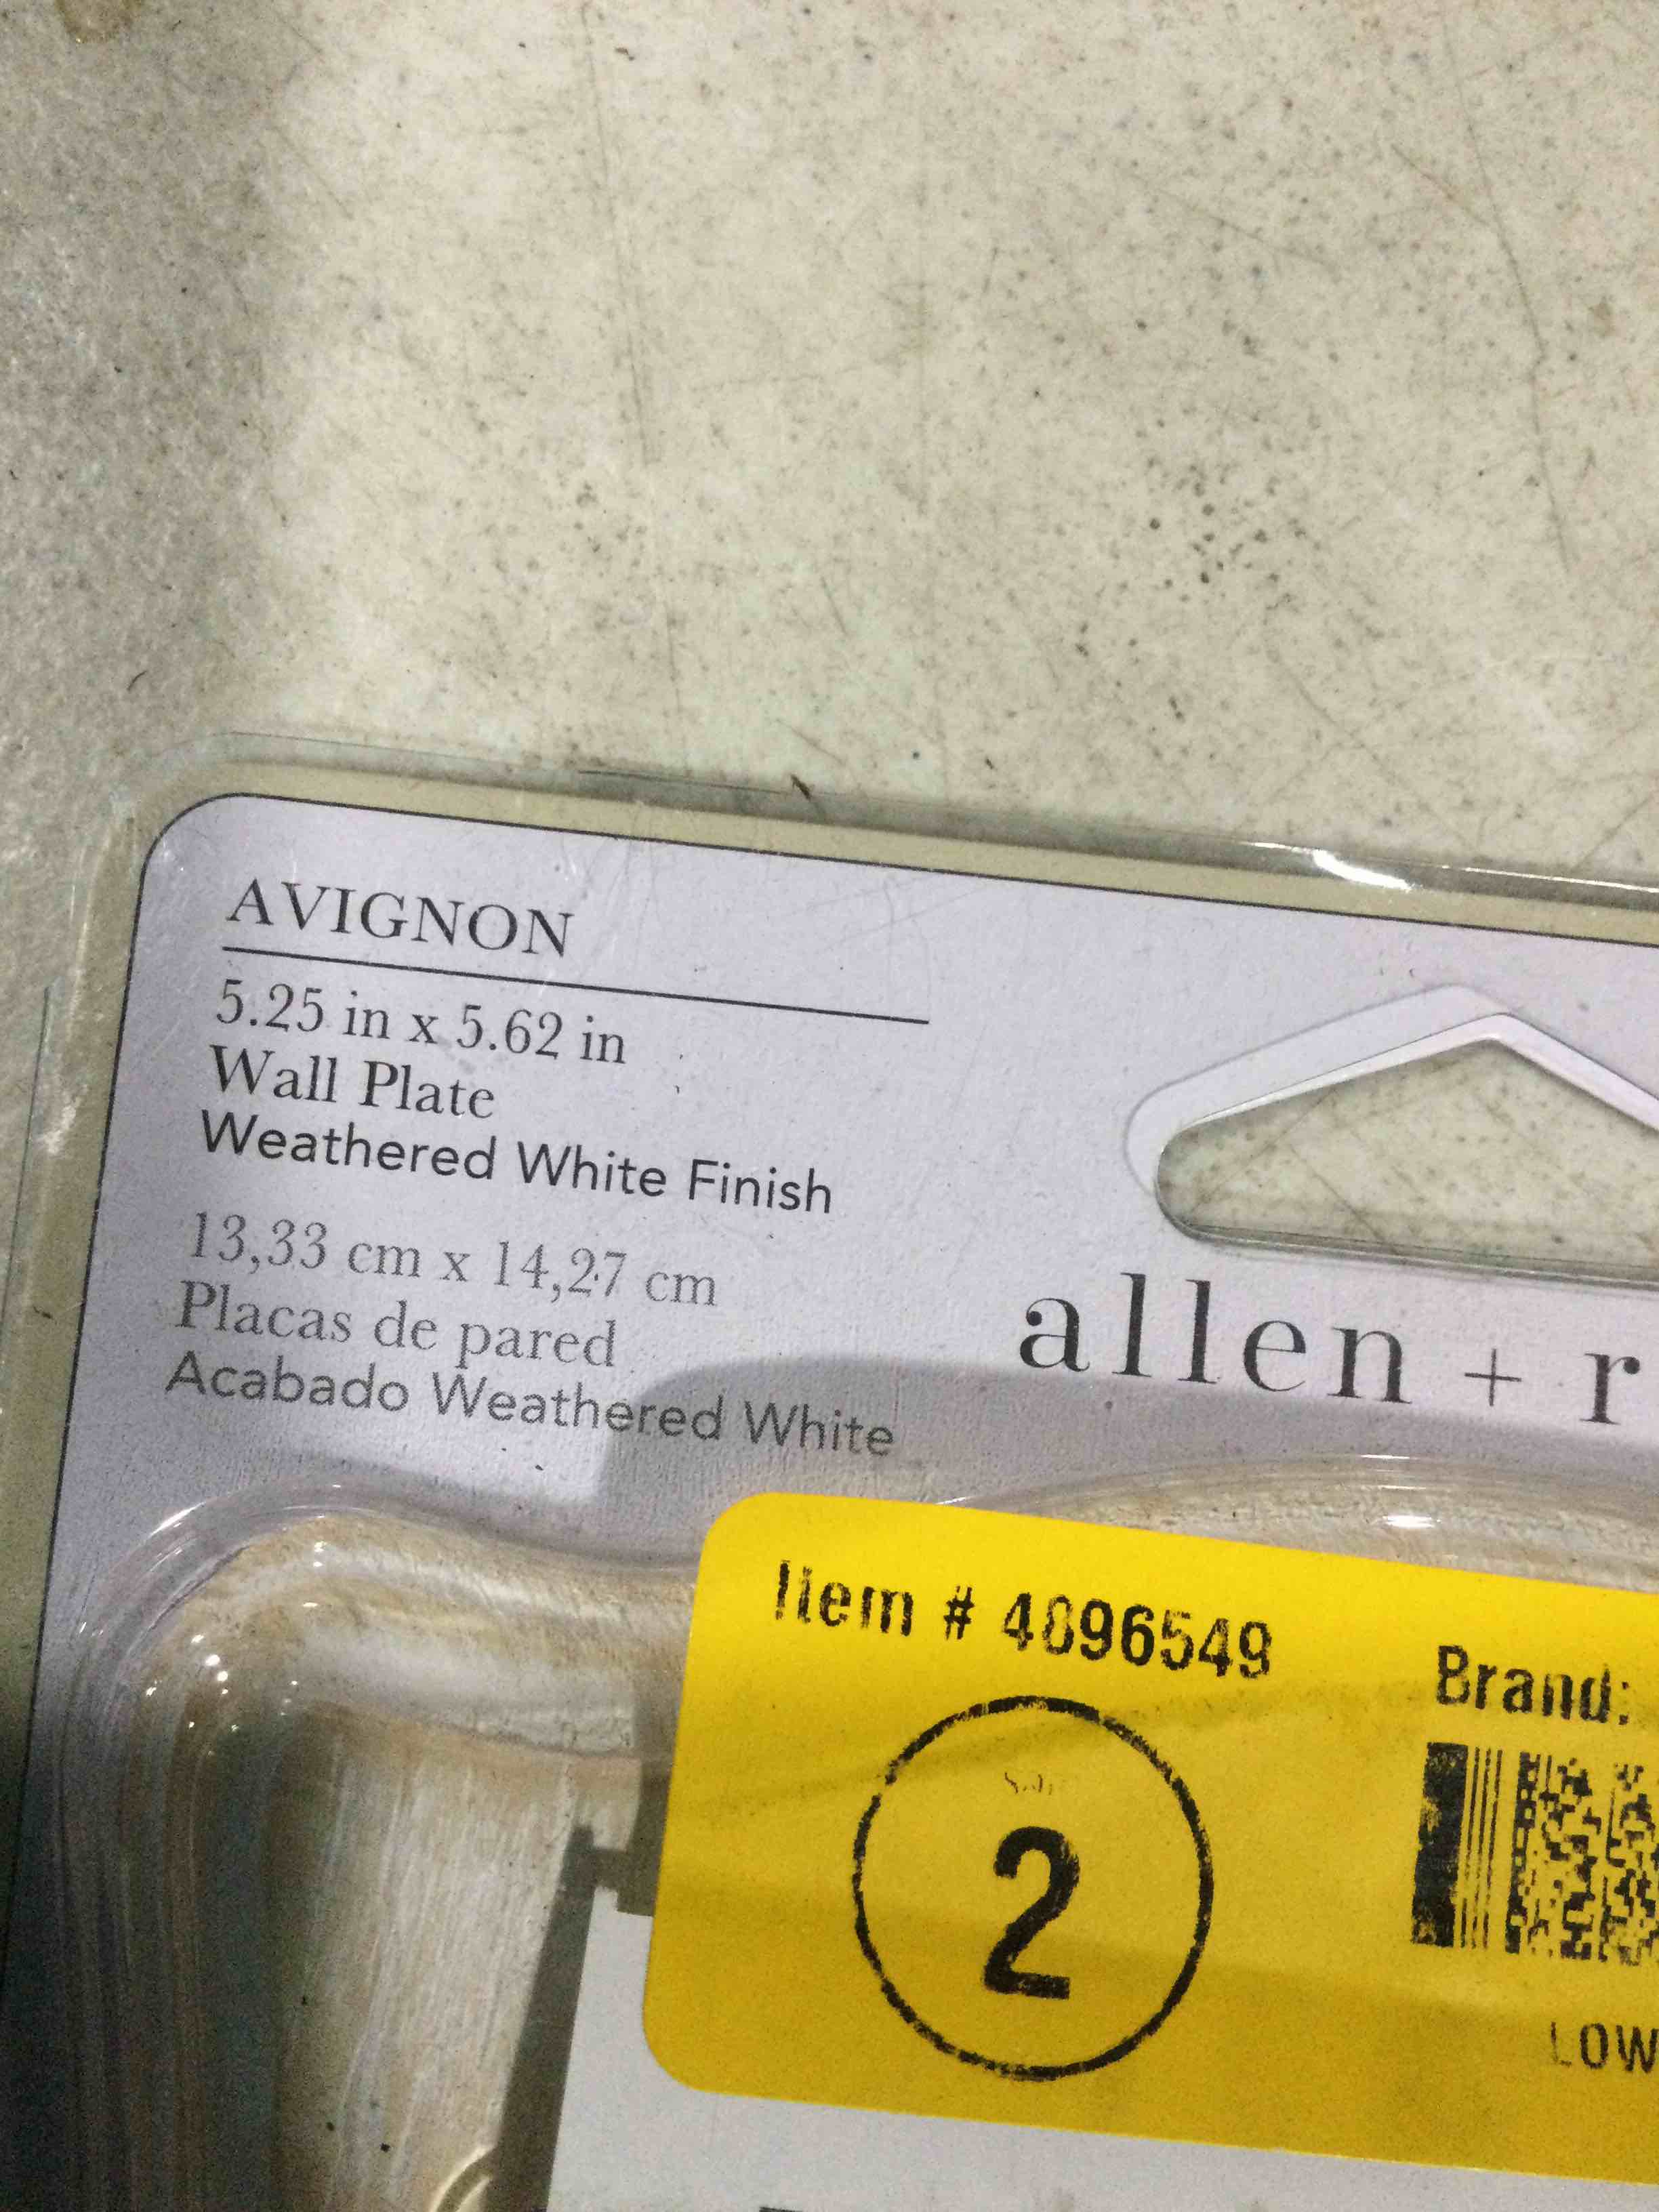 AVIGNON
5.25 in x 5.62 in
Wall Plate
Weathered White Finish
13,33 cm x 14,27 cm
Placas de pared
Acabado Weathered White
allen + r
Item # 4096549
Brand:
2
LOW